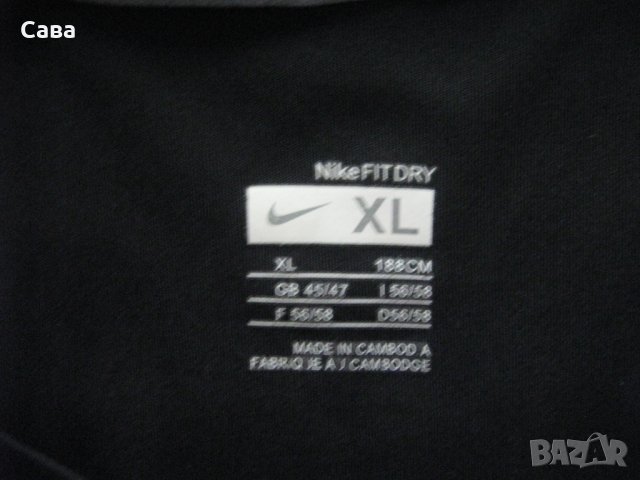 Сава
NikeFITDRY
XL
XL 188CM
GB 45/47 I 56/58
F 56/58 D56/58
MADE IN CAMBOD A
FABRIQ JE A J CAMBODGE
BAZAR